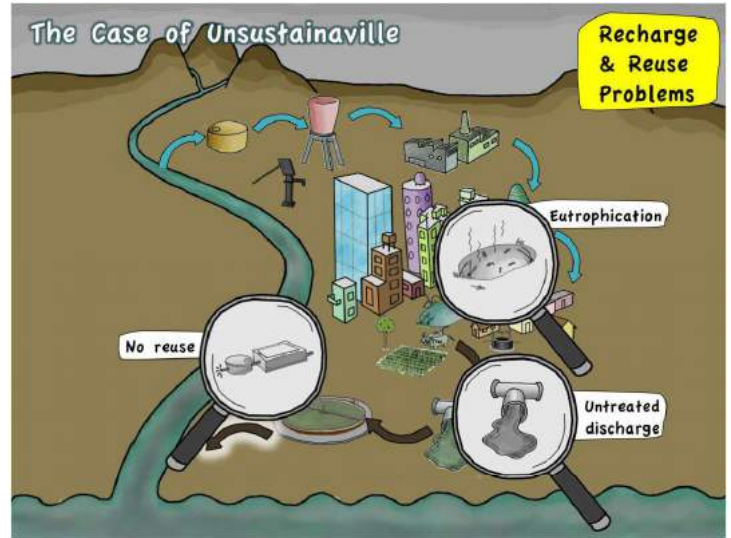 The Case of Unsustainaville
Recharge
& Reuse
Problems
Eutrophication
No reuse
Untreated
discharge